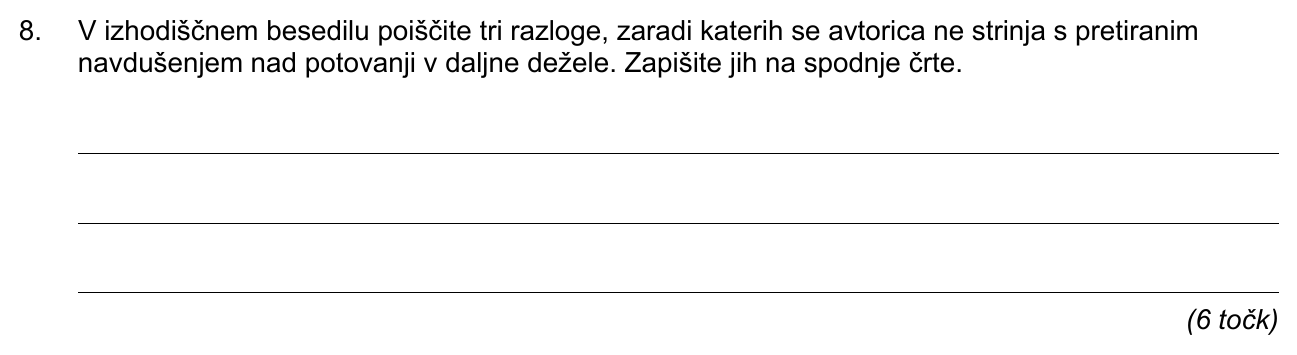 8. V izhodiščnem besedilu poiščite tri razloge, zaradi katerih se avtorica ne strinja s pretiranim
navdušenjem nad potovanji v daljne dežele. Zapišite jih na spodnje črte.
(6 točk)